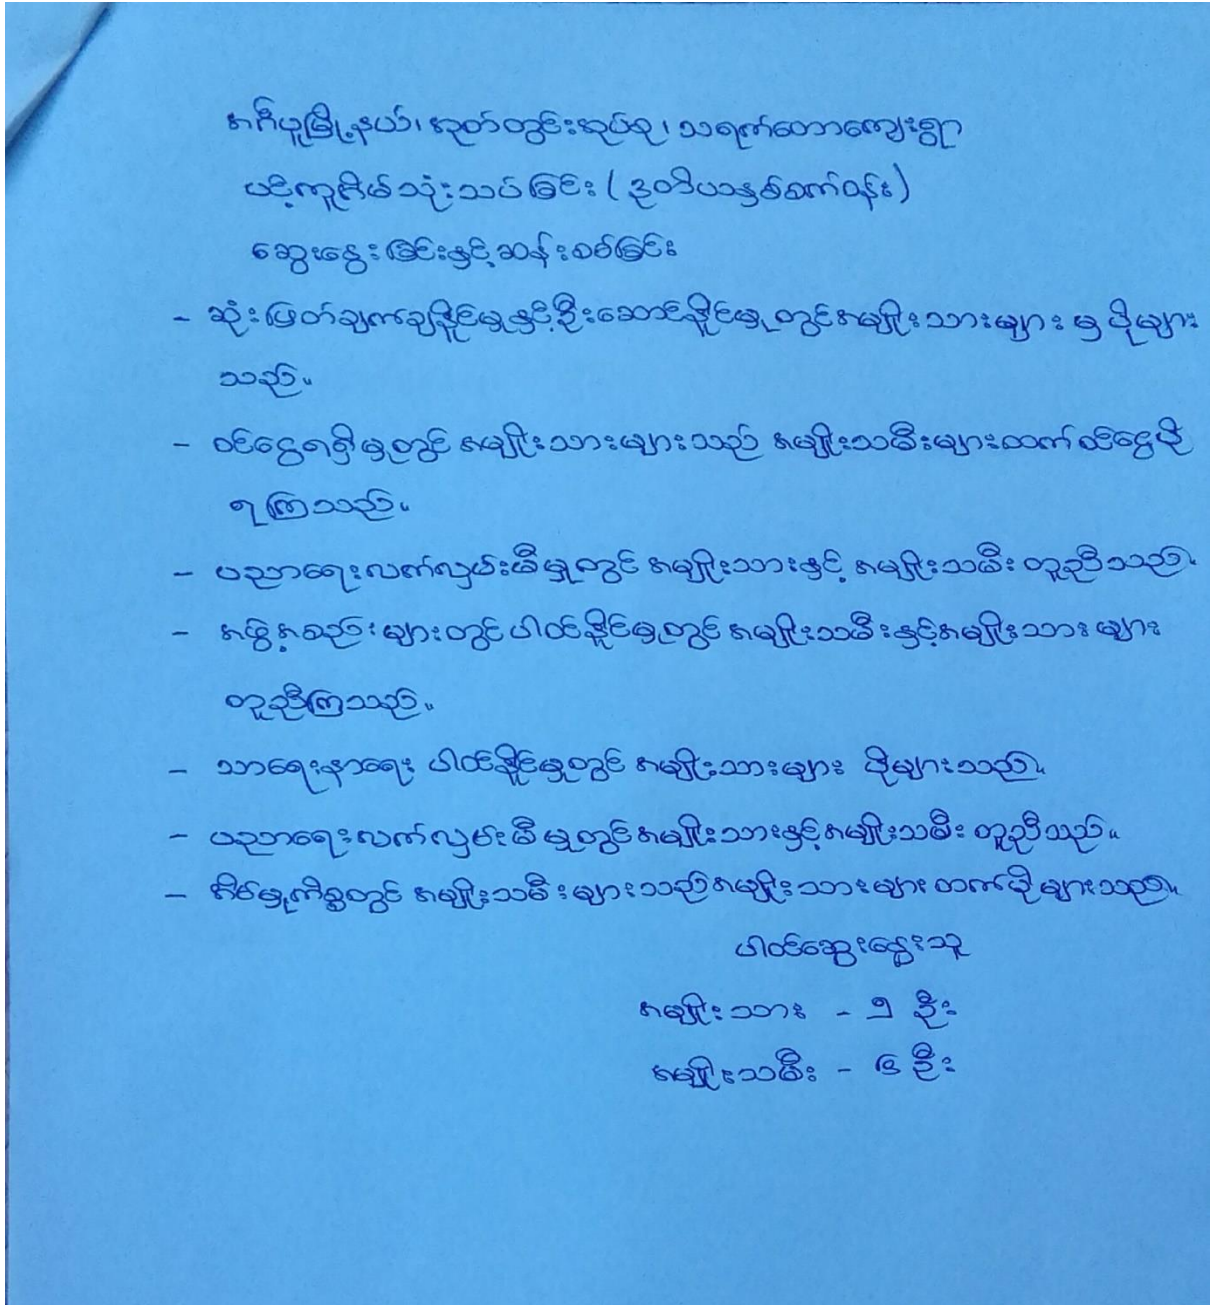 အင်္ဂပူမြို့နယ်၊ အုတ်တွင်းအုပ်စု၊ သရက်တောကျေးရွာ
ပင့်ကူအိမ်သုံးသပ်ခြင်း ( ဒုတိယနှစ်ဝက်ဝန်း )
ဆွေးနွေးခြင်းနှင့်ဆန်းစစ်ခြင်း
- ဆုံးဖြတ်ချက်ချနိုင်မှုနှင့်ဦးဆောင်နိုင်မှုတွင်အမျိုးသားများ မှ ပိုများ
သည်။
- ဝင်ငွေရရှိမှုတွင် အမျိုးသားများသည် အမျိုးသမီးများထက် ဝင်ငွေပို
ရကြသည်။
- ပညာရေးလက်လှမ်းမီမှုတွင် အမျိုးသားနှင့် အမျိုးသမီး တူညီသည်။
- အဖွဲ့အစည်းများတွင်ပါဝင်နိုင်မှုတွင် အမျိုးသမီးနှင့်အမျိုးသားများ
တူညီကြသည်။
- သာရေးနာရေး ပါဝင်နိုင်မှုတွင် အမျိုးသားများ ပိုများသည်။
- ပညာရေးလက်လှမ်းမီမှုတွင်အမျိုးသားနှင့်အမျိုးသမီး တူညီသည်။
- အိမ်မှုကိစ္စတွင် အမျိုးသမီးများသည်အမျိုးသားများ ထက်ပိုများသည်။
ပါဝင်ဆွေးနွေးသူ
အမျိုးသား - ၅ ဦး
အမျိုးသမီး - ၆ ဦး